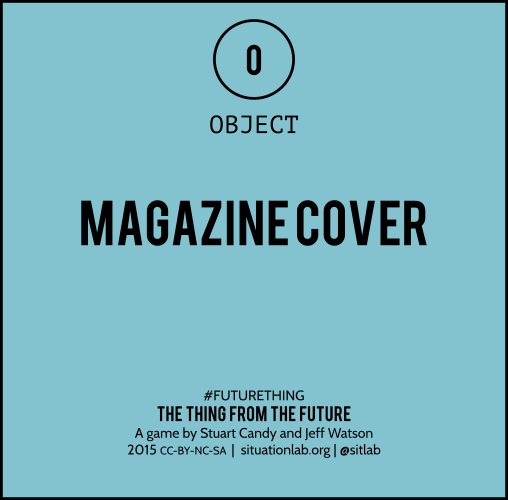 O
OBJECT
MAGAZINE COVER
#FUTURETHING
THE THING FROM THE FUTURE
A game by Stuart Candy and Jeff Watson
2015 CC-BY-NC-SA | situationlab.org | @sitlab